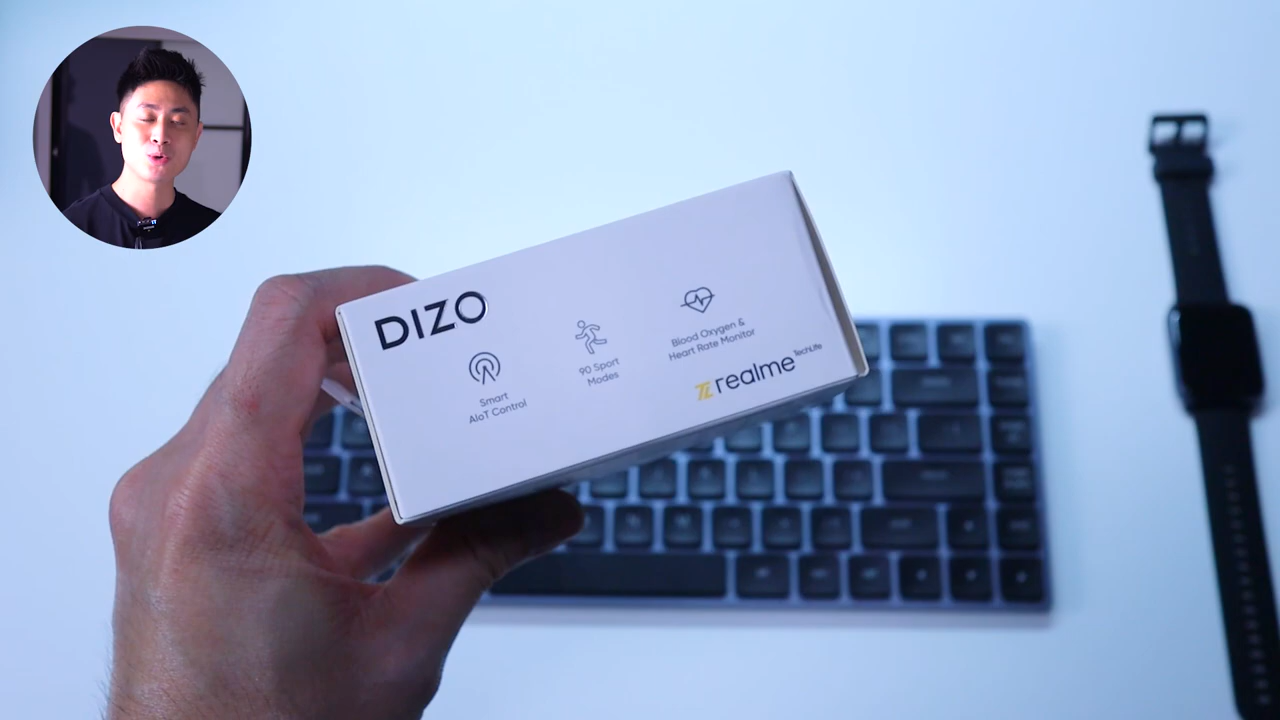 DIZO
Smart
AIoT Control
90 Sport
Modes
Blood Oxygen &
Heart Rate Monitor
realme TechLife